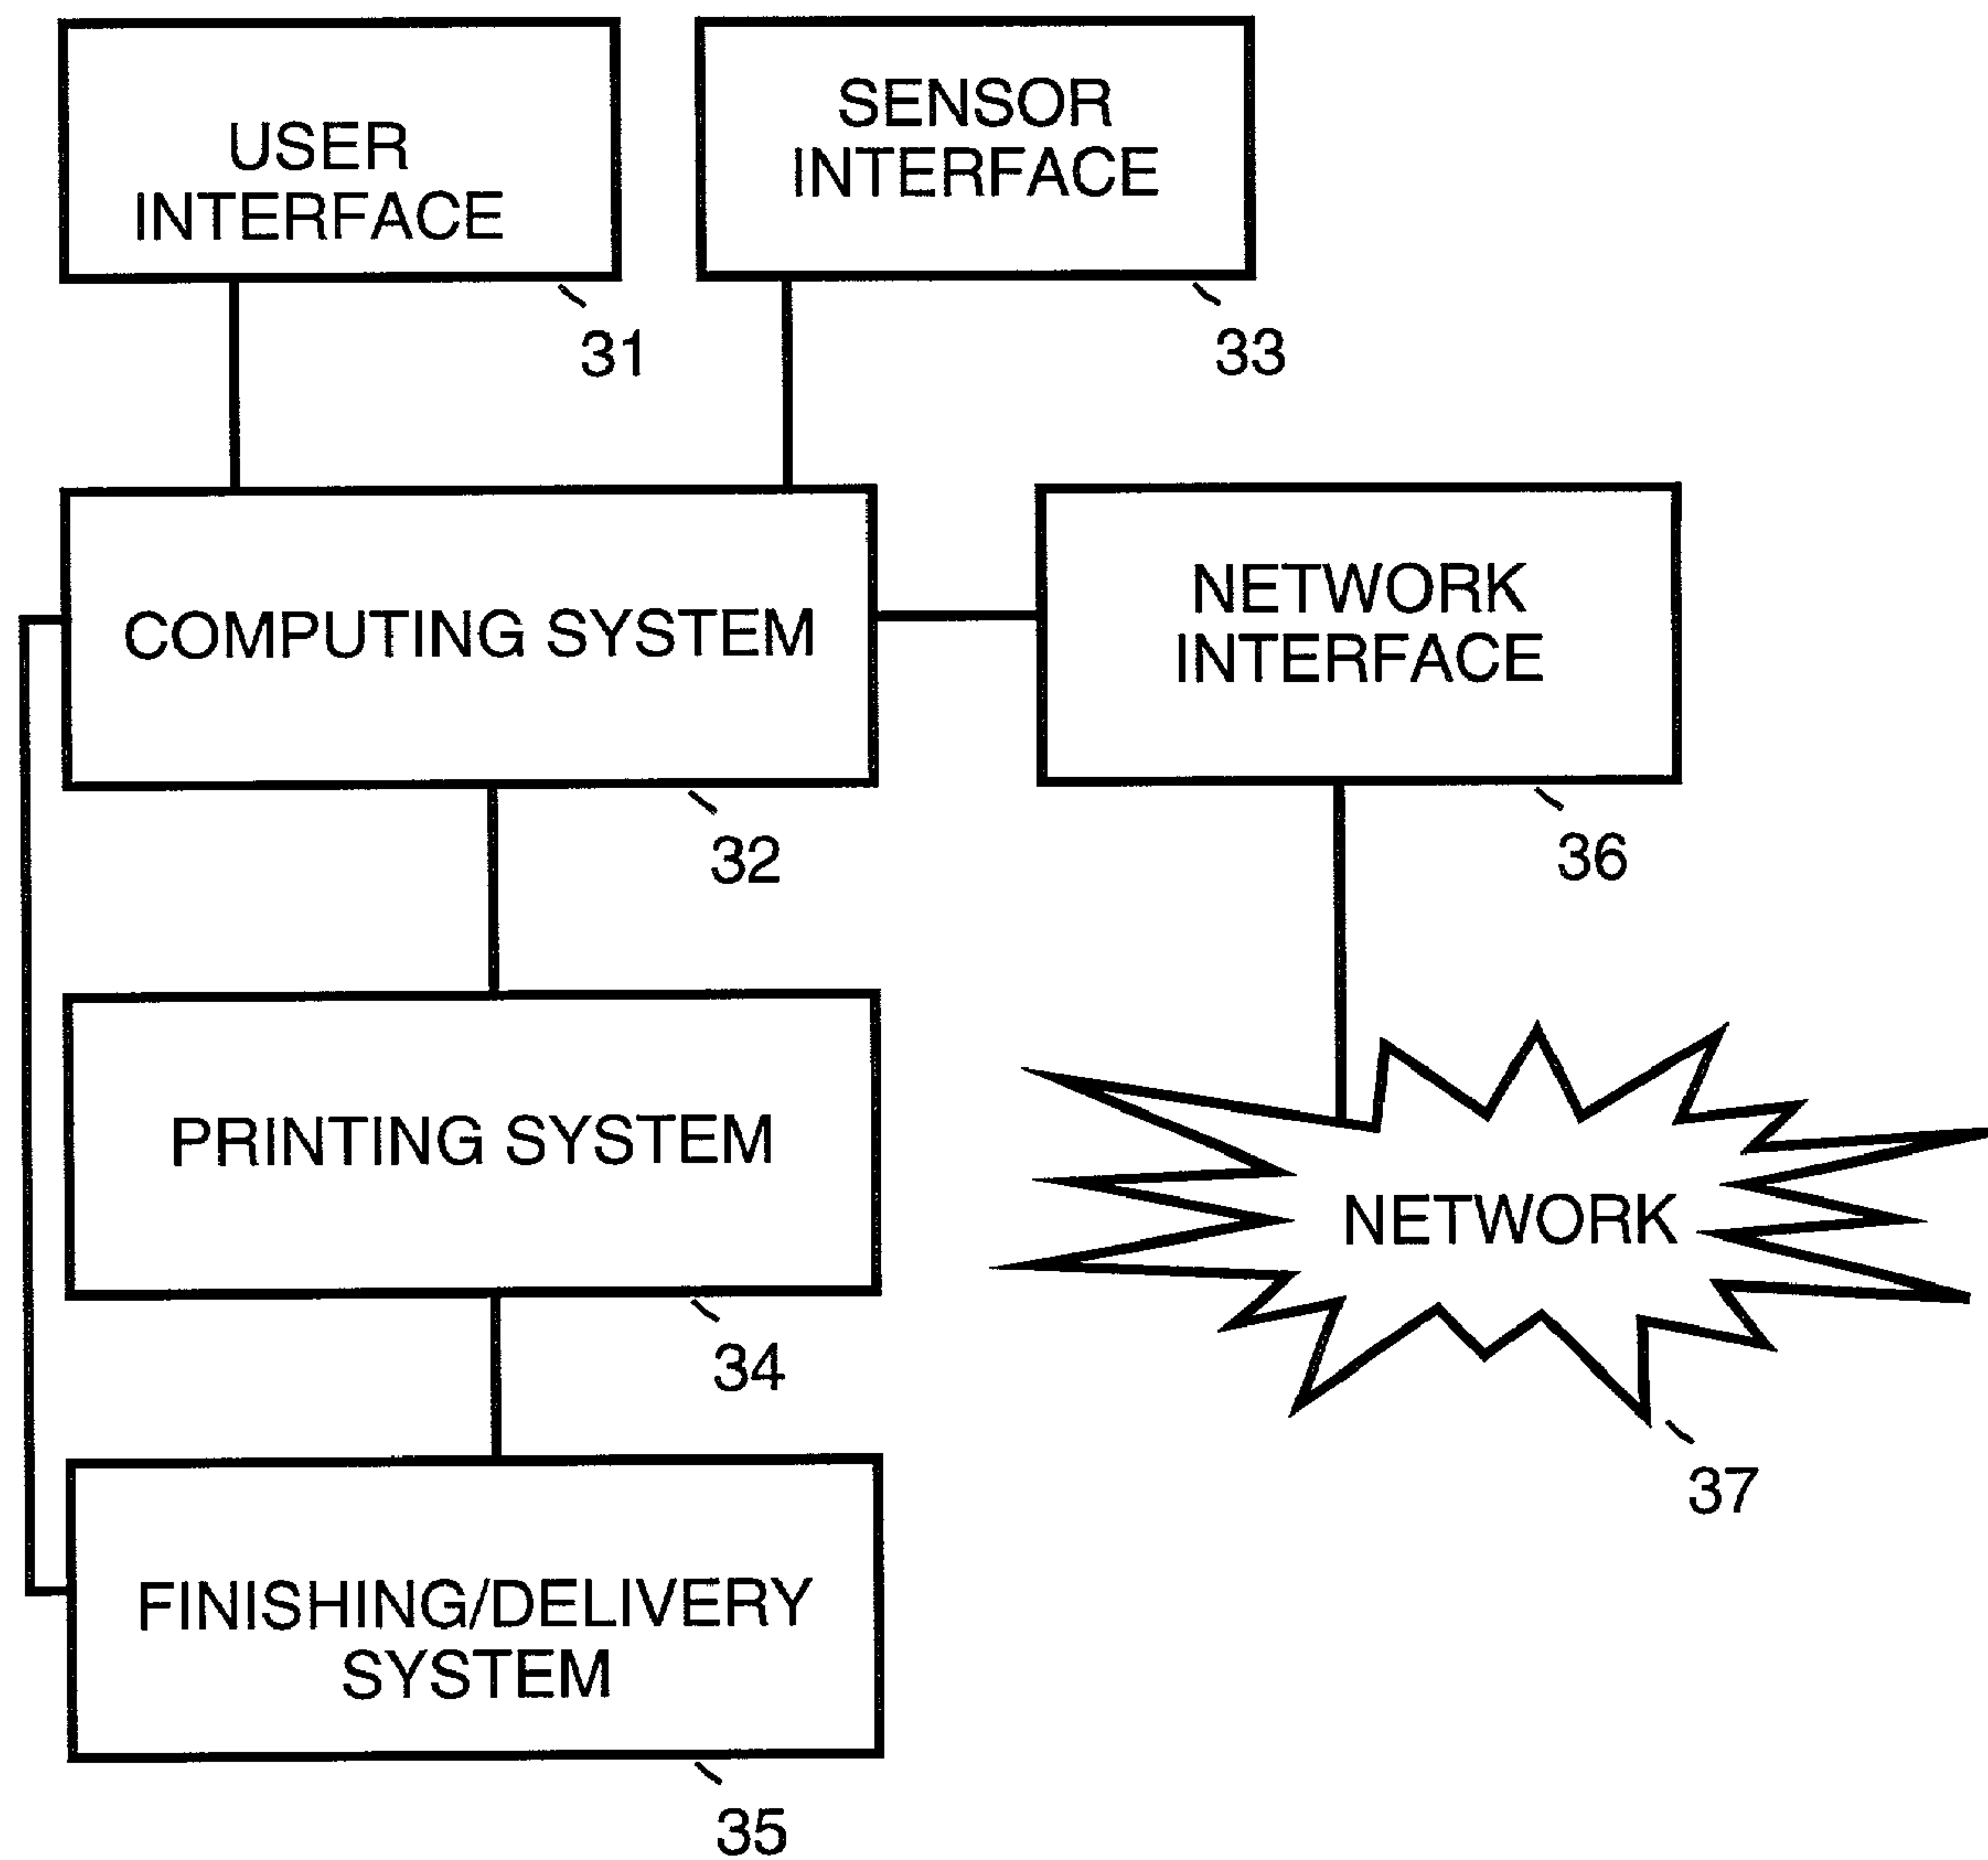 USER
INTERFACE
31
SENSOR
INTERFACE
33
COMPUTING SYSTEM
32
NETWORK
INTERFACE
36
PRINTING SYSTEM
34
NETWORK
37
FINISHING/DELIVERY
SYSTEM
35